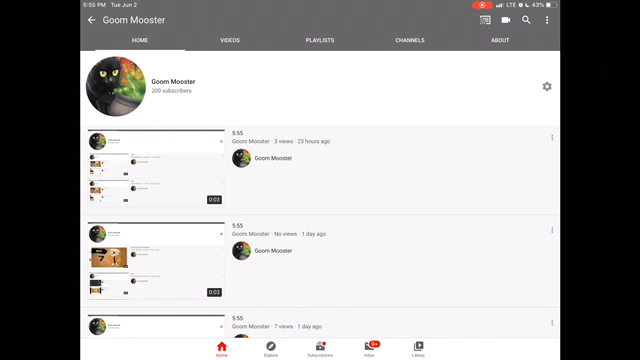 5:55 PM Tue Jun 2
LTE 43%
Goom Mooster
HOME VIDEOS PLAYLISTS CHANNELS ABOUT
Goom Mooster
200 subscribers
5:55
Goom Mooster · 3 views · 23 hours ago
Goom Mooster
0:03
5:55
Goom Mooster · No views · 1 day ago
Goom Mooster
0:03
5:55
Goom Mooster · 7 views · 1 day ago
9+
Home Explore Subscriptions Inbox Library